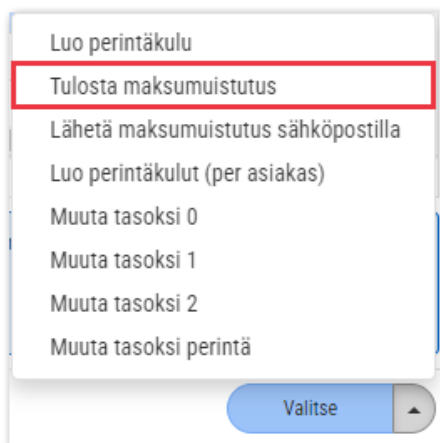 Luo perintäkulu
Tulosta maksumuistutus
Lähetä maksumuistutus sähköpostilla
Luo perintäkulut (per asiakas)
Muuta tasoksi 0
Muuta tasoksi 1
Muuta tasoksi 2
Muuta tasoksi perintä
Valitse